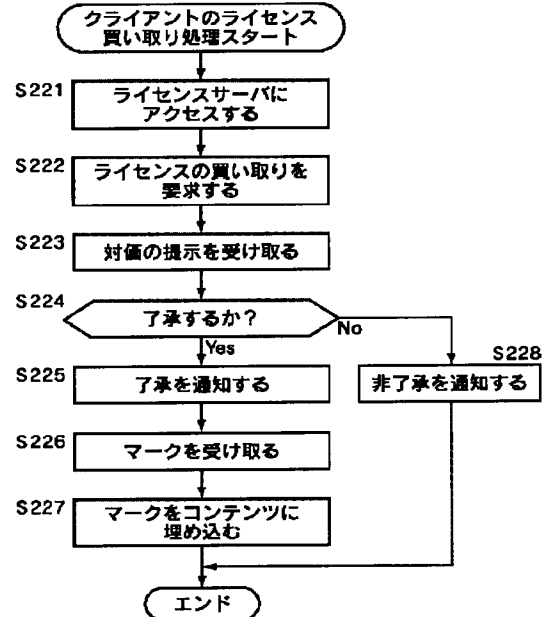 クライアントのライセンス
買い取り処理スタート
S221
ライセンスサーバに
アクセスする
S222
ライセンスの買い取りを
要求する
S223
対価の提示を受け取る
S224
了承するか？
No
Yes
S228
S225
了承を通知する
非了承を通知する
S226
マークを受け取る
S227
マークをコンテンツに
埋め込む
エンド